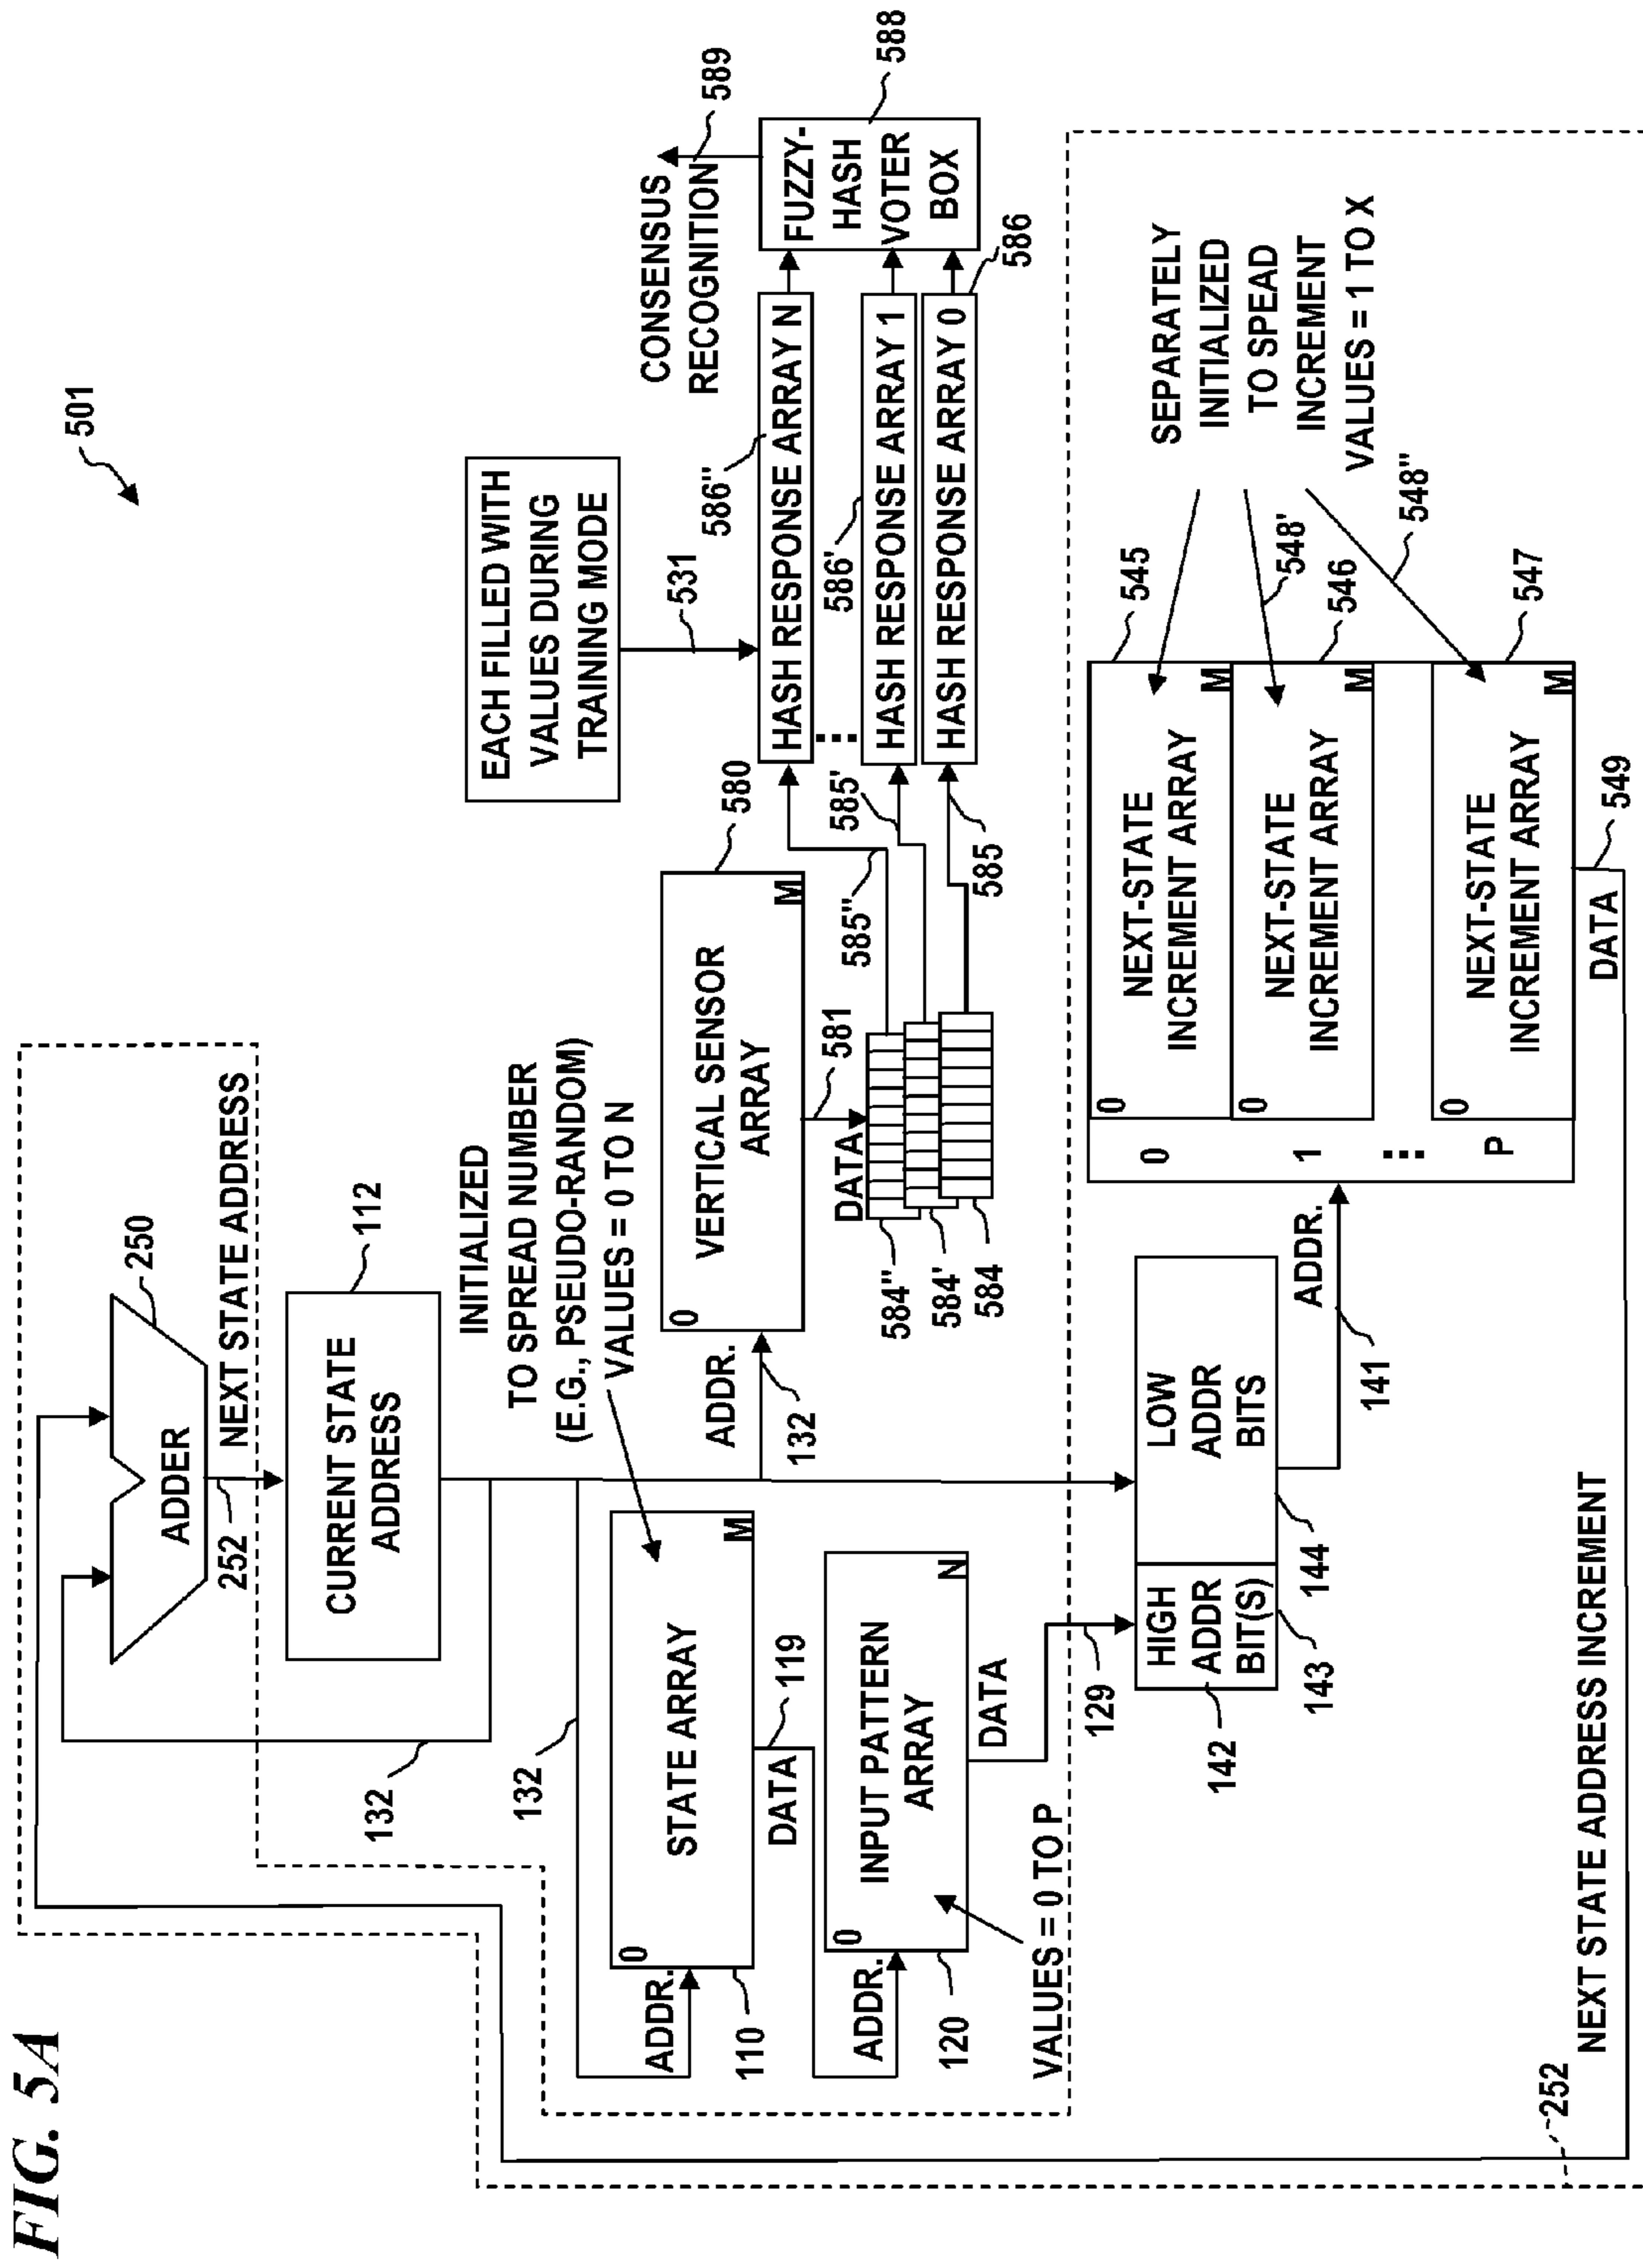 FIG. 5A
501
250
ADDER
252
NEXT STATE ADDRESS
112
CURRENT STATE
ADDRESS
132
INITIALIZED
TO SPREAD NUMBER
(E.G., PSEUDO-RANDOM)
VALUES = 0 TO N
132
ADDR.
0
STATE ARRAY
M
110
DATA
119
ADDR.
0
INPUT PATTERN
ARRAY
N
120
VALUES = 0 TO P
DATA
129
ADDR.
132
0
VERTICAL SENSOR
ARRAY
M
580
DATA
581
584"
584'
584
585"
585'
585
EACH FILLED WITH
VALUES DURING
TRAINING MODE
531
586"
HASH RESPONSE ARRAY N
⋮
586'
HASH RESPONSE ARRAY 1
HASH RESPONSE ARRAY 0
586
CONSENSUS
RECOGNITION
589
FUZZY-
HASH
VOTER
BOX
588
HIGH
ADDR
BIT(S)
LOW
ADDR
BITS
142
143
144
141
ADDR.
0
1
⋮
P
0
NEXT-STATE
INCREMENT ARRAY
M
545
0
NEXT-STATE
INCREMENT ARRAY
M
546
0
NEXT-STATE
INCREMENT ARRAY
M
547
548'
548"
SEPARATELY
INITIALIZED
TO SPEAD
INCREMENT
VALUES = 1 TO X
DATA
549
NEXT STATE ADDRESS INCREMENT
252